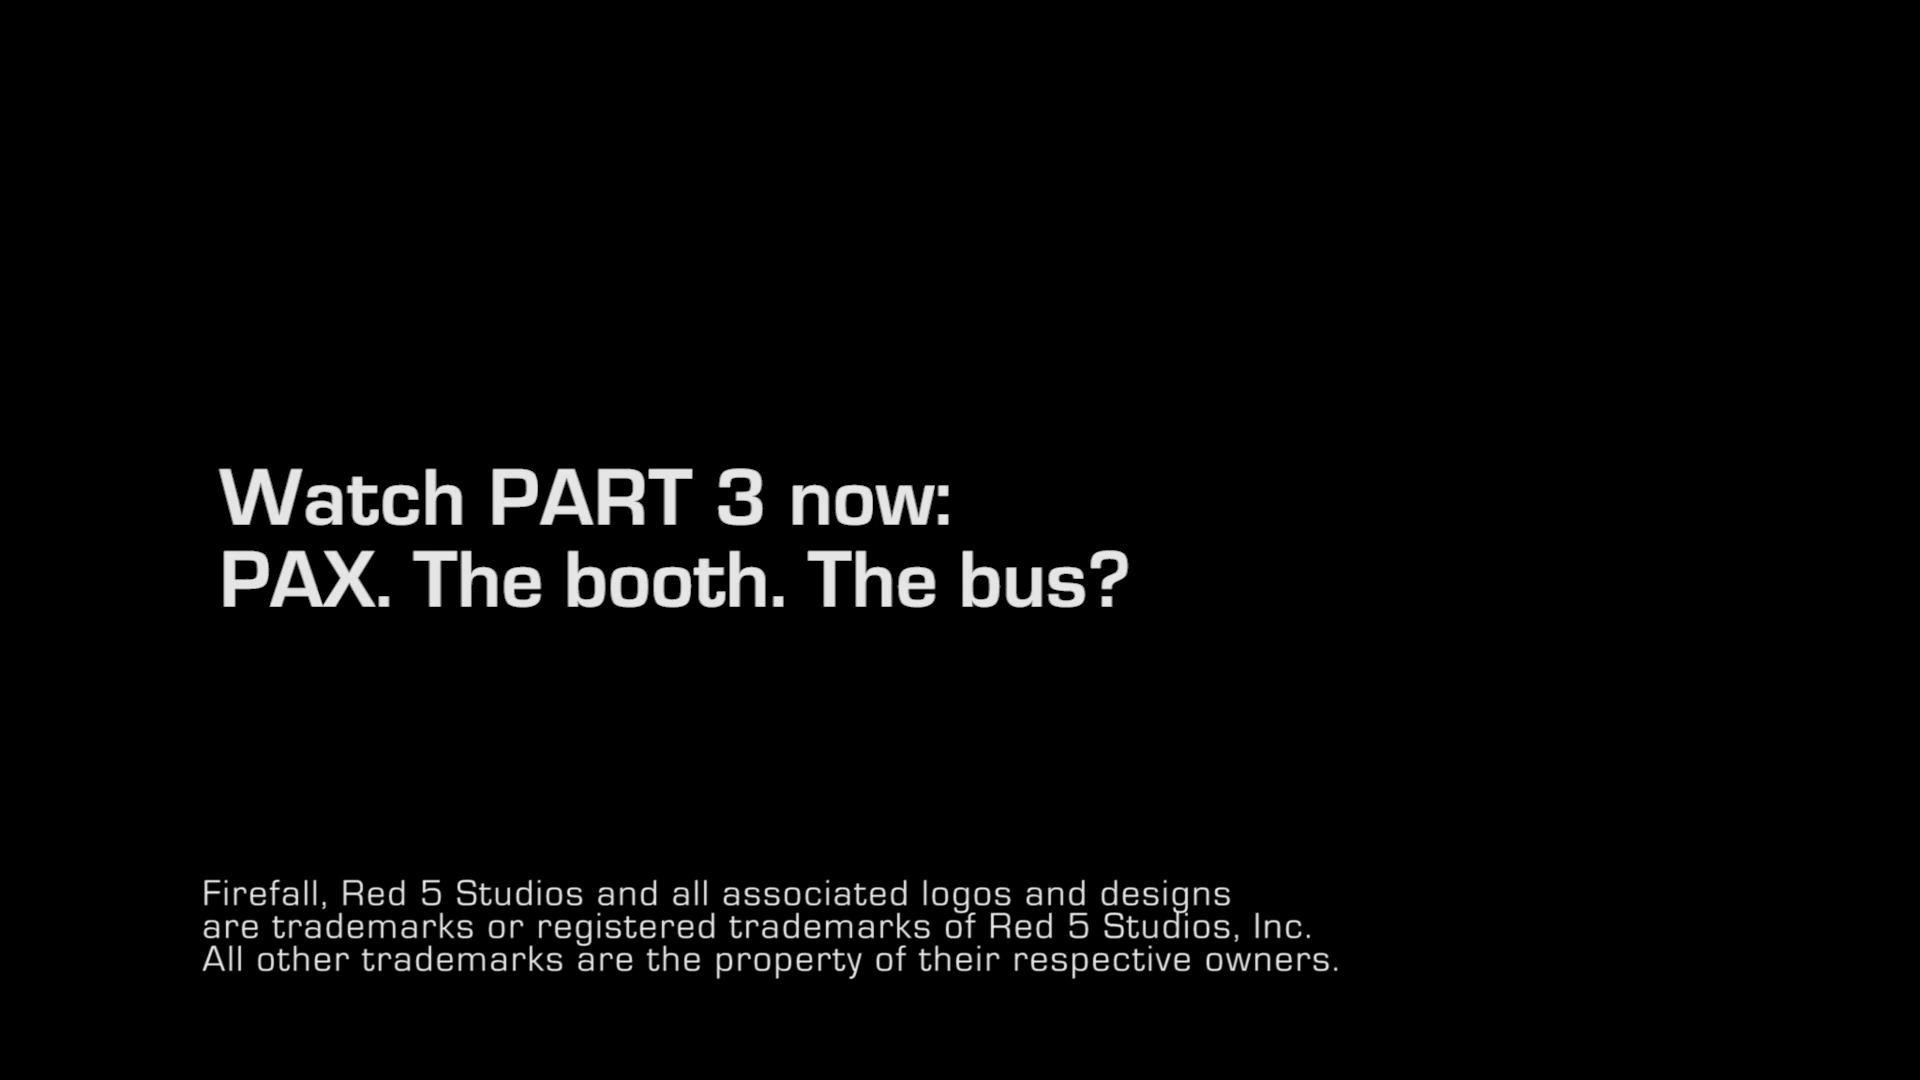 Watch PART 3 now:
PAX. The booth. The bus?
Firefall, Red 5 Studios and all associated logos and designs
are trademarks or registered trademarks of Red 5 Studios, Inc.
All other trademarks are the property of their respective owners.